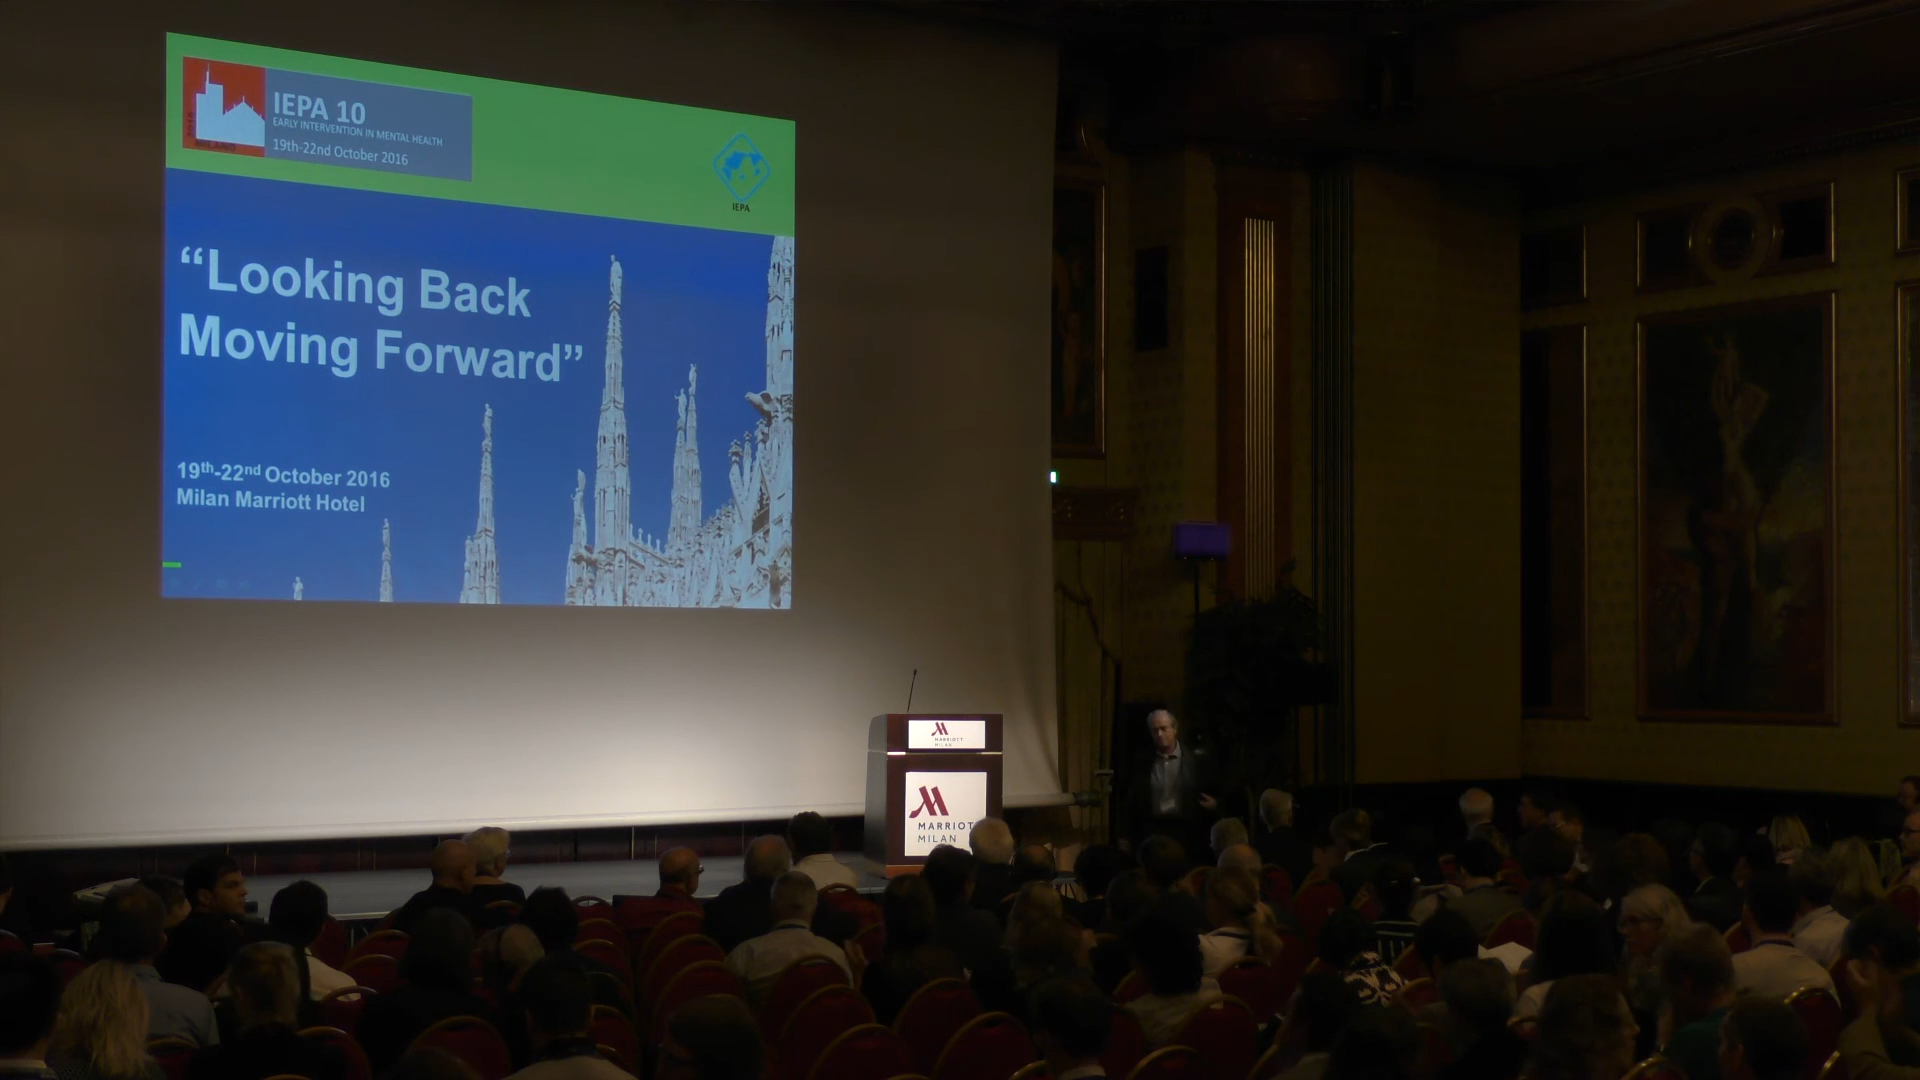 IEPA 10
EARLY INTERVENTION IN MENTAL HEALTH
19th-22nd October 2016
IEPA
“Looking Back
Moving Forward”
19th-22nd October 2016
Milan Marriott Hotel
MARRIOTT
MILAN
MARRIOT
MILAN